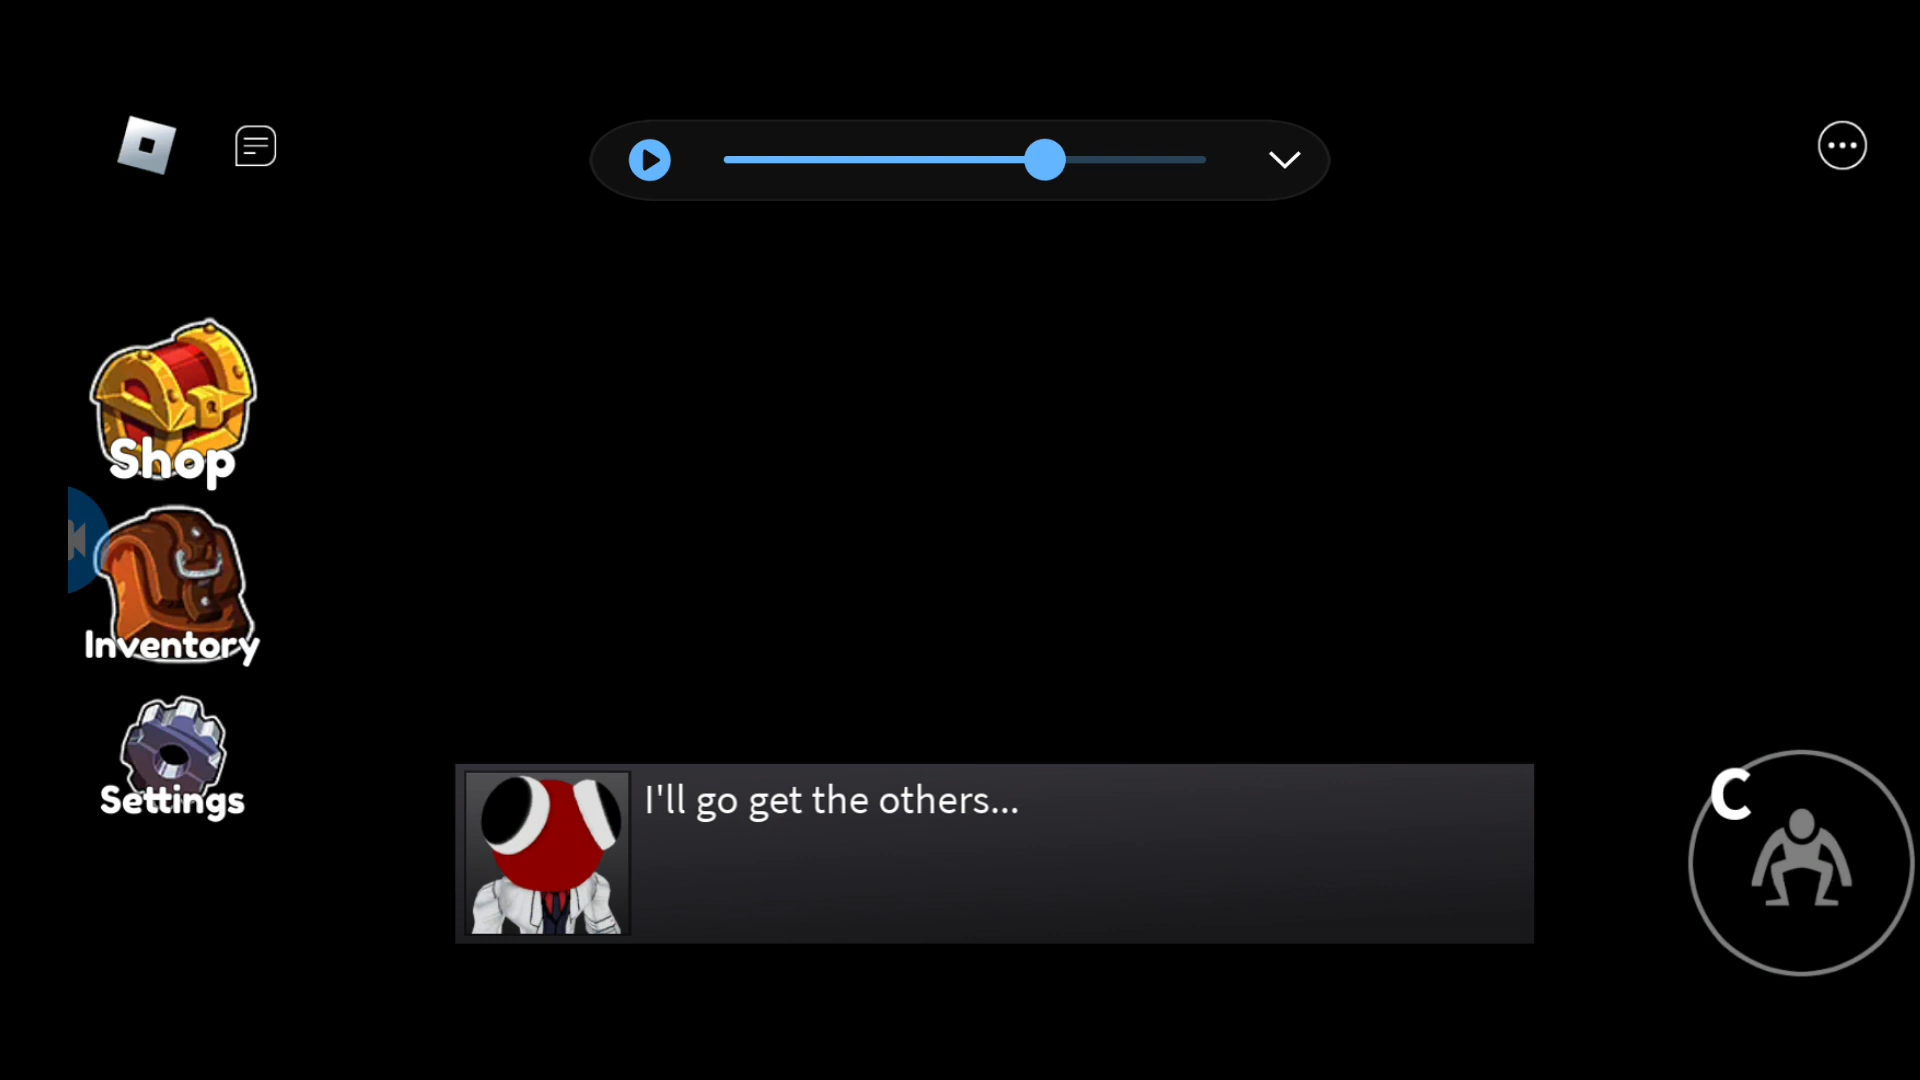 Shop
Inventory
Settings
I'll go get the others...
C